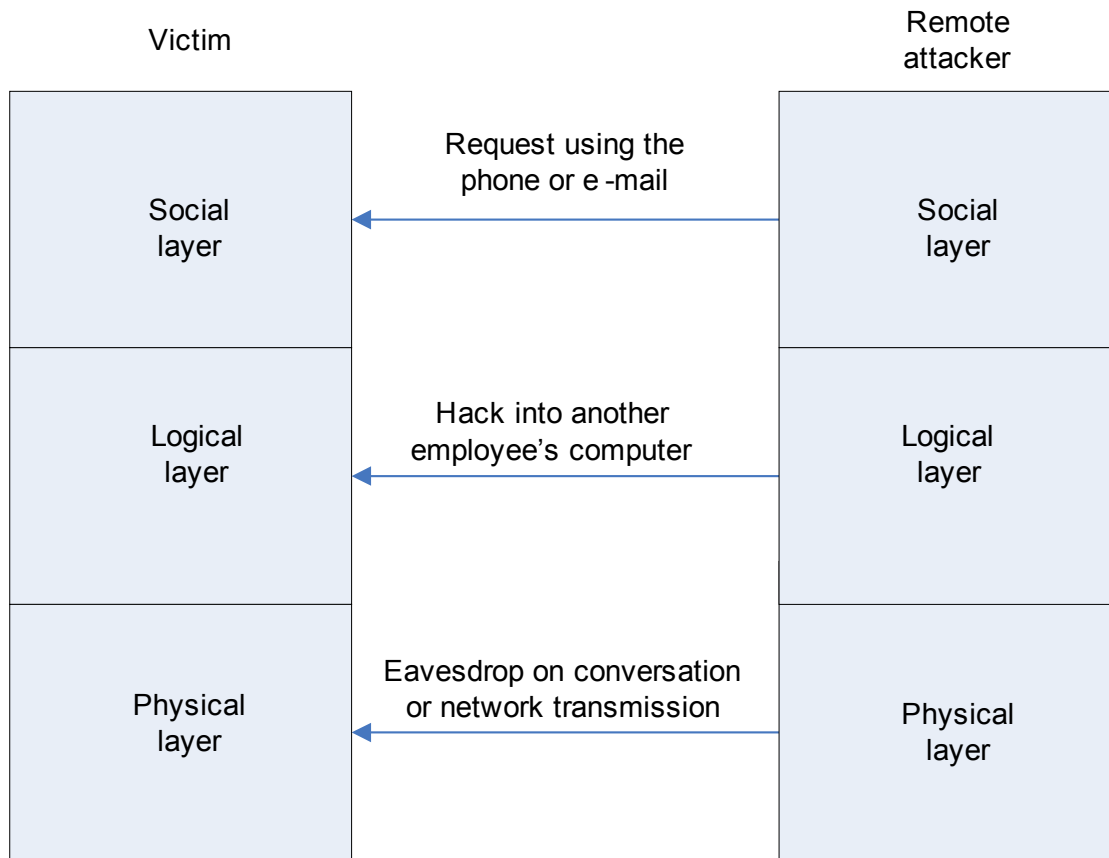 Victim
Remote
attacker
Social
layer
Request using the
phone or e-mail
Social
layer
Logical
layer
Hack into another
employee’s computer
Logical
layer
Physical
layer
Eavesdrop on conversation
or network transmission
Physical
layer